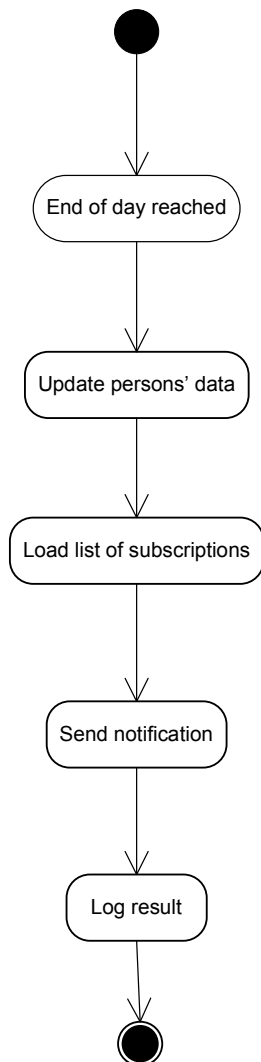 End of day reached
Update persons’ data
Load list of subscriptions
Send notification
Log result